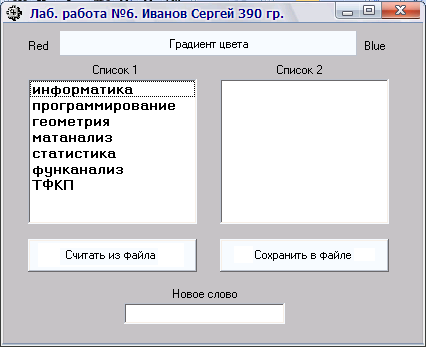 Лаб. работа №6. Иванов Сергей 390 гр.
Red
Градиент цвета
Blue
Список 1
Список 2
информатика
программирование
геометрия
матанализ
статистика
функанализ
ТФКП
Считать из файла
Сохранить в файле
Новое слово